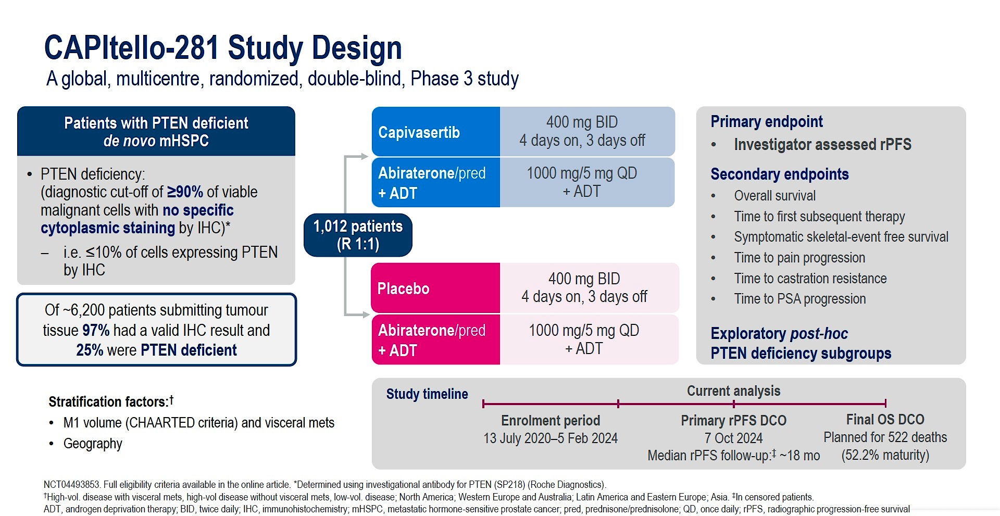 CAPItello-281 Study Design
A global, multicentre, randomized, double-blind, Phase 3 study
Patients with PTEN deficient
de novo mHSPC
• PTEN deficiency:
(diagnostic cut-off of ≥90% of viable
malignant cells with no specific
cytoplasmic staining by IHC)*
– i.e. ≤10% of cells expressing PTEN
by IHC
Of ~6,200 patients submitting tumour
tissue 97% had a valid IHC result and
25% were PTEN deficient
Stratification factors:†
• M1 volume (CHAARTED criteria) and visceral mets
• Geography
1,012 patients
(R 1:1)
Capivasertib
400 mg BID
4 days on, 3 days off
Abiraterone/pred
+ ADT
1000 mg/5 mg QD
+ ADT
Placebo
400 mg BID
4 days on, 3 days off
Abiraterone/pred
+ ADT
1000 mg/5 mg QD
+ ADT
Primary endpoint
• Investigator assessed rPFS
Secondary endpoints
• Overall survival
• Time to first subsequent therapy
• Symptomatic skeletal-event free survival
• Time to pain progression
• Time to castration resistance
• Time to PSA progression
Exploratory post-hoc
PTEN deficiency subgroups
Study timeline
Current analysis
Enrolment period
13 July 2020–5 Feb 2024
Primary rPFS DCO
7 Oct 2024
Median rPFS follow-up:‡ ~18 mo
Final OS DCO
Planned for 522 deaths
(52.2% maturity)
NCT04493853. Full eligibility criteria available in the online article. *Determined using investigational antibody for PTEN (SP218) (Roche Diagnostics).
†High-vol. disease with visceral mets, high-vol disease without visceral mets, low-vol. disease; North America; Western Europe and Australia; Latin America and Eastern Europe; Asia. ‡In censored patients.
ADT, androgen deprivation therapy; BID, twice daily; IHC, immunohistochemistry; mHSPC, metastatic hormone-sensitive prostate cancer; pred, prednisone/prednisolone; QD, once daily; rPFS, radiographic progression-free survival